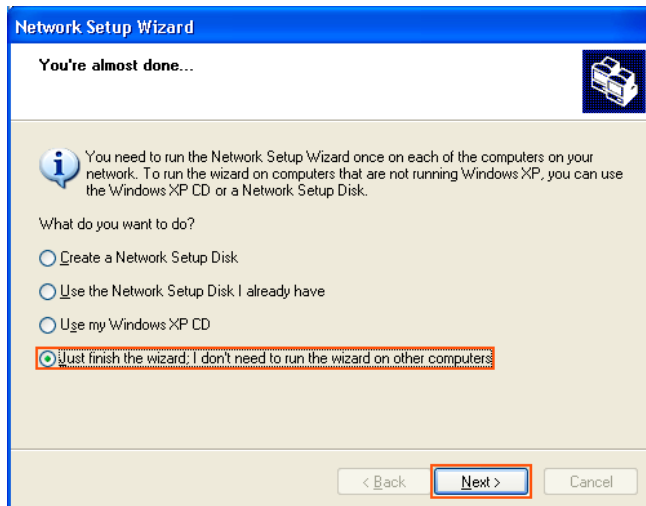 Network Setup Wizard
You're almost done...
You need to run the Network Setup Wizard once on each of the computers on your
network. To run the wizard on computers that are not running Windows XP, you can use
the Windows XP CD or a Network Setup Disk.
What do you want to do?
Create a Network Setup Disk
Use the Network Setup Disk I already have
Use my Windows XP CD
Just finish the wizard; I don't need to run the wizard on other computers
< Back Next > Cancel